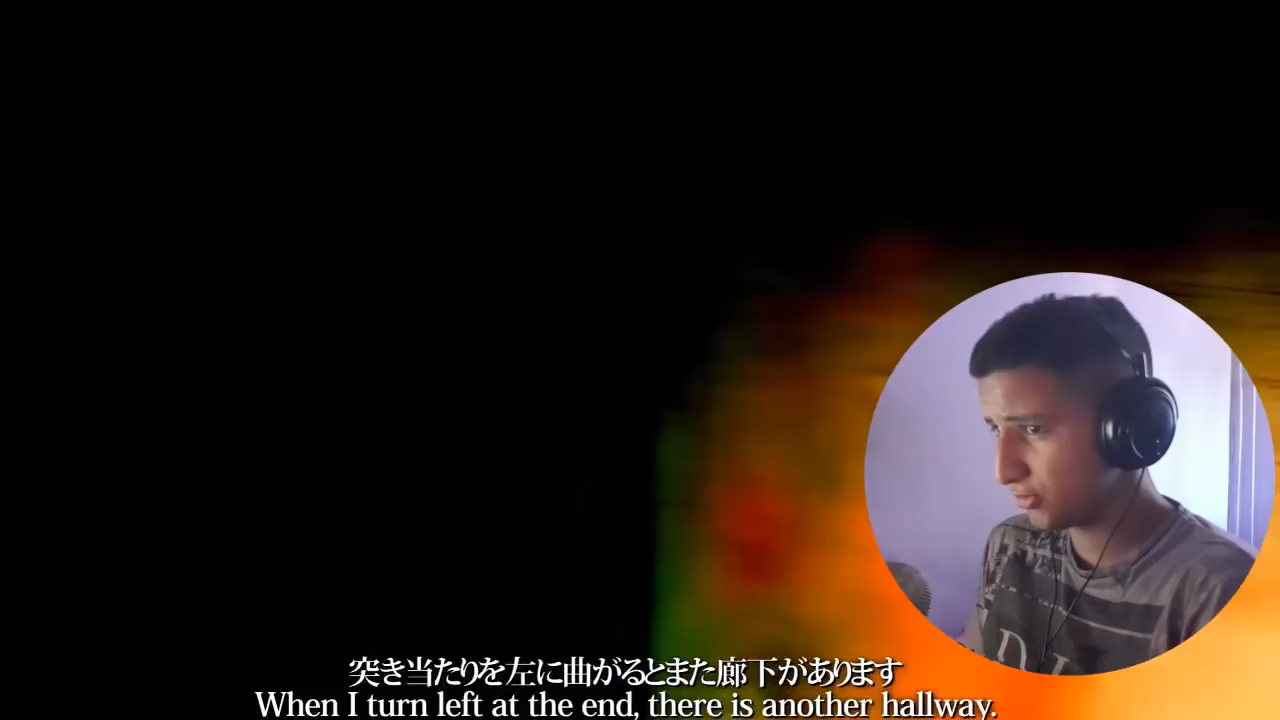 突き当たりを左に曲がるとまた廊下があります
When I turn left at the end, there is another hallway.